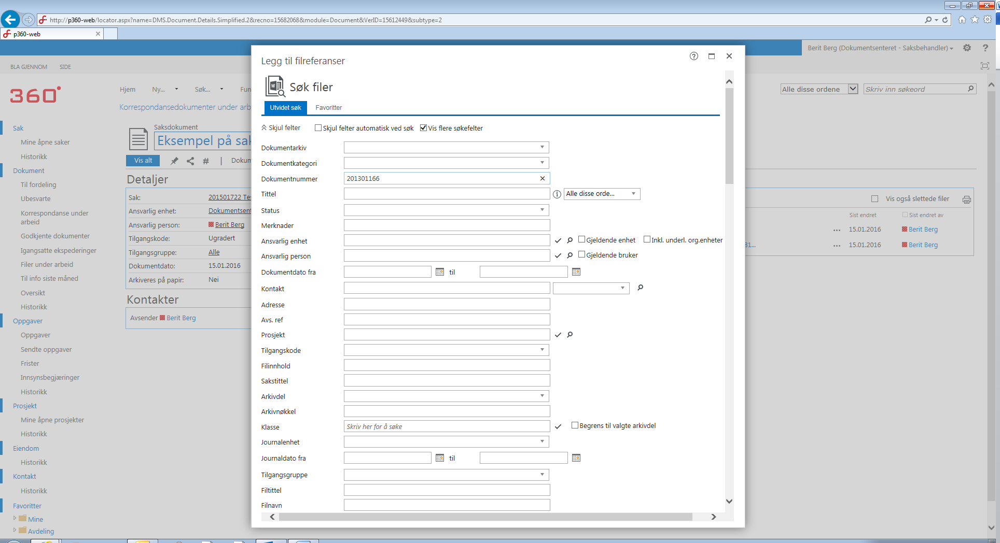 http://p360-web/locator.aspx?name=DMS.Document.Details.Simplified.2&recno=15682068&module=Document&VerID=15612449&subtype=2
p360-web
Berit Berg (Dokumentsenteret - Saksbehandler)
BLA GJENNOM SIDE
360°
Hjem Ny... Søk... Fun
Alle disse ordene Skriv inn søkeord
Korrespondansedokumenter under arb
Sak
Mine åpne saker
Historikk
Dokument
Til fordeling
Ubesvarte
Korrespondanse under
arbeid
Godkjente dokumenter
Igangsatte ekspederinger
Filer under arbeid
Til info siste måned
Oversikt
Historikk
Oppgaver
Oppgaver
Sendte oppgaver
Frister
Innsynsbegjæringer
Historikk
Prosjekt
Mine åpne prosjekter
Historikk
Eiendom
Historikk
Kontakt
Historikk
Favoritter
Mine
Avdeling
Saksdokument
Eksempel på sak
Vis alt # | Dokum
Detaljer
Sak: 201501722 Tes
Ansvarlig enhet: Dokumentsent
Ansvarlig person: Berit Berg
Tilgangskode: Ugradert
Tilgangsgruppe: Alle
Dokumentdato: 15.01.2016
Arkiveres på papir: Nei
Kontakter
Avsender Berit Berg
Legg til filreferanser
Søk filer
Utvidet søk Favoritter
Skjul felter Skjul felter automatisk ved søk Vis flere søkefelter
Dokumentarkiv
Dokumentkategori
Dokumentnummer 201301166
Tittel Alle disse orde...
Status
Merknader
Ansvarlig enhet Gjeldende enhet Inkl. underl. org.enheter
Ansvarlig person Gjeldende bruker
Dokumentdato fra til
Kontakt
Adresse
Avs. ref
Prosjekt
Tilgangskode
Filinnhold
Sakstittel
Arkivdel
Arkivnøkkel
Klasse Skriv her for å søke Begrens til valgte arkivdel
Journalenhet
Journaldato fra til
Tilgangsgruppe
Filtittel
Filnavn
Vis også slettede filer
Sist endret Sist endret av
... 15.01.2016 Berit Berg
31... ... 15.01.2016 Berit Berg